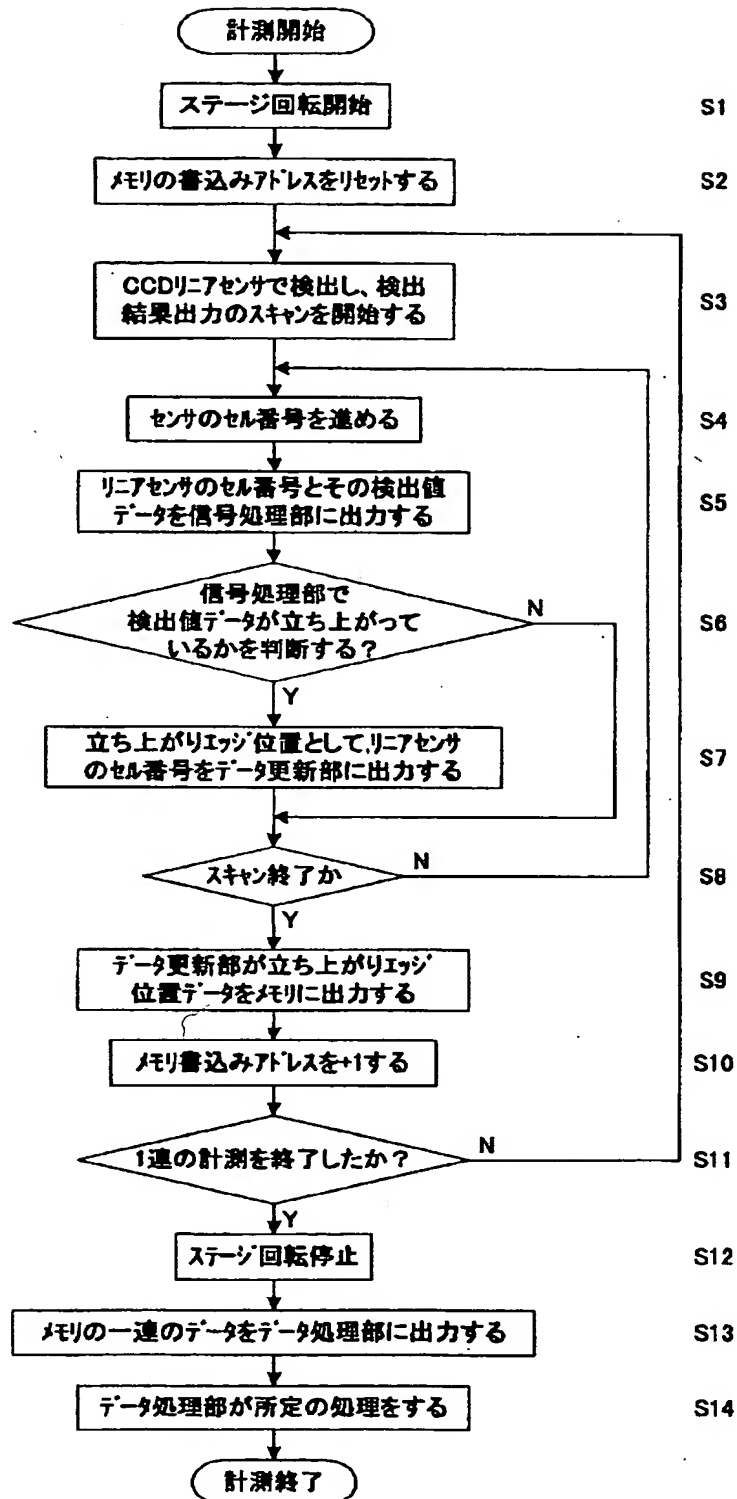 計測開始
ステージ回転開始
S1
メモリの書込みアドレスをリセットする
S2
CCDリニアセンサで検出し、検出
結果出力のスキャンを開始する
S3
センサのセル番号を進める
S4
リニアセンサのセル番号とその検出値
データを信号処理部に出力する
S5
信号処理部で
検出値データが立ち上がって
いるかを判断する?
N
S6
Y
立ち上がりエッジ位置として、リニアセンサ
のセル番号をデータ更新部に出力する
S7
スキャン終了か
N
S8
Y
データ更新部が立ち上がりエッジ
位置データをメモリに出力する
S9
メモリ書込みアドレスを+1する
S10
1連の計測を終了したか?
N
S11
Y
ステージ回転停止
S12
メモリの一連のデータをデータ処理部に出力する
S13
データ処理部が所定の処理をする
S14
計測終了